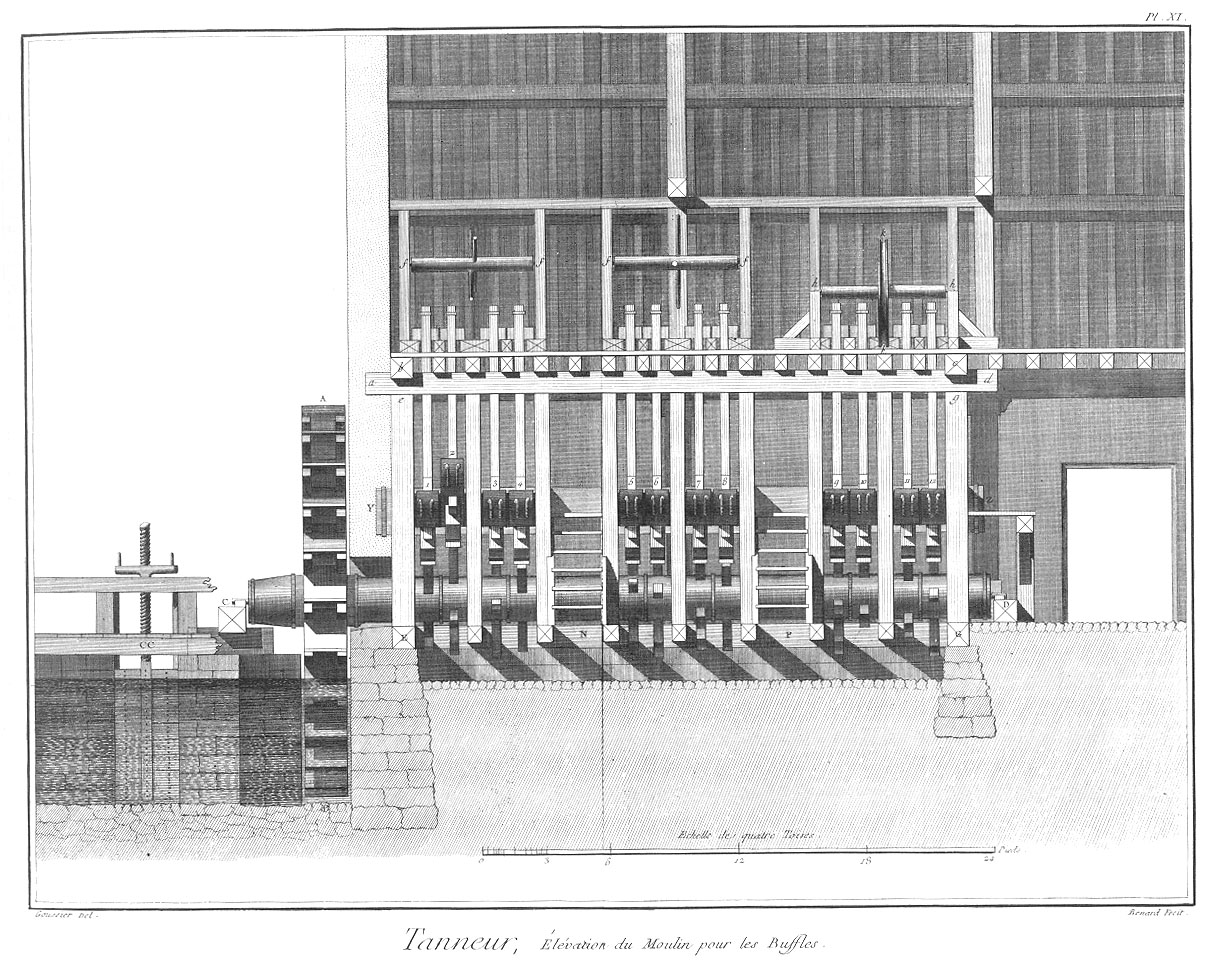 Pl. XI.
f f f f k
h h
b t c
a d
e g
A
2
1 3 4 5 6 7 8 9 10 11 12
Y
C D
CC
E N P G
B
Echelle de quatre Toises.
0 3 6 12 18 24 Pieds
Goussier Del. Benard Fecit.
Tanneur, Élévation du Moulin pour les Buffles.